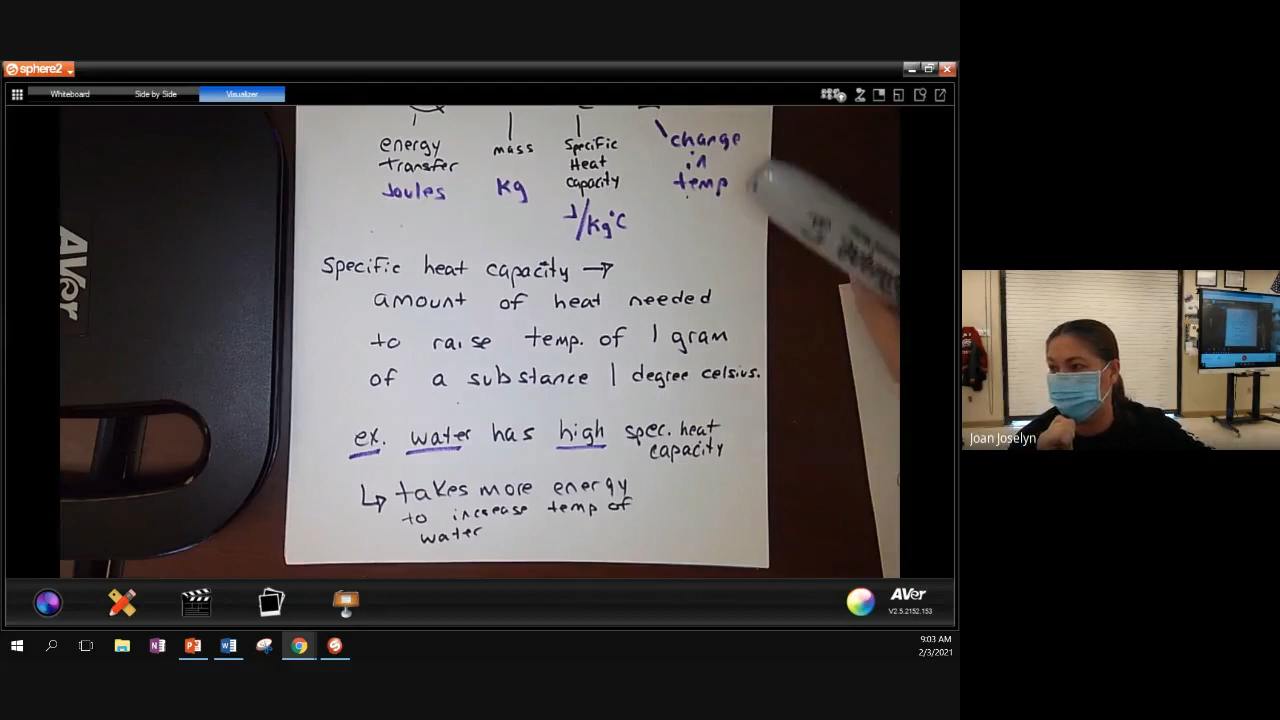 sphere2
Whiteboard
Side by Side
Visualizer
energy
transfer
Joules
mass
Kg
Specific
Heat
capacity
J/Kg°C
change
in
temp
AVer
Specific heat capacity →
amount of heat needed
to raise temp. of 1 gram
of a substance 1 degree celsius.
ex. water has high spec. heat
capacity
↳ takes more energy
to increase temp of
water
Joan Joselyn
AVer
V2.5.2152.153
9:03 AM
2/3/2021